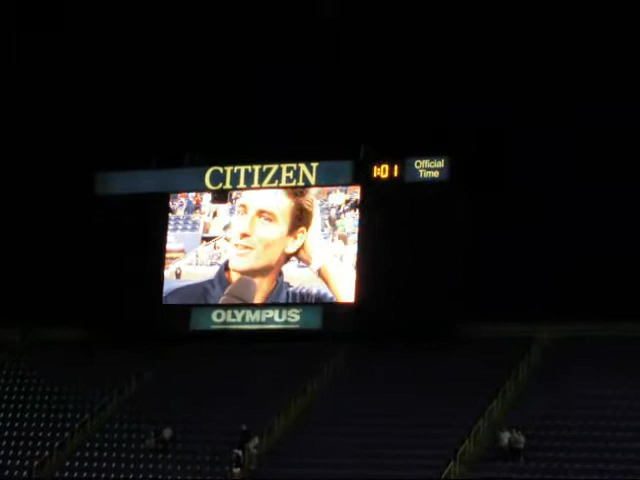 CITIZEN
1:01
Official
Time
OLYMPUS